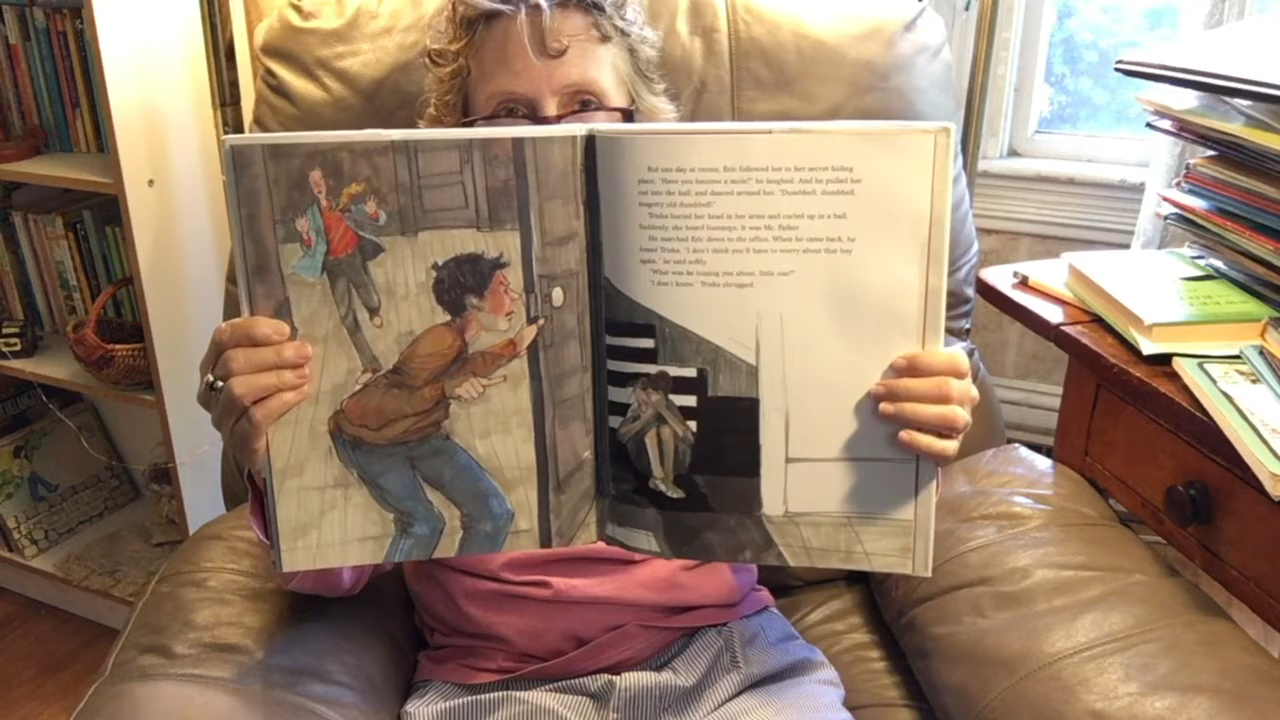 But one day at recess, Eric followed her to her secret hiding
place. "Have you become a mole?" he laughed. And he pulled her
out into the hall, and danced around her. "Dumbbell, dumbbell,
maggoty old dumbbell!"
Trisha buried her head in her arms and curled up in a ball.
Suddenly she heard footsteps. It was Mr. Falker.
He marched Eric down to the office. When he came back, he
found Trisha. "I don't think you'll have to worry about that boy
again," he said softly.
"What was he teasing you about, little one?"
"I don't know." Trisha shrugged.